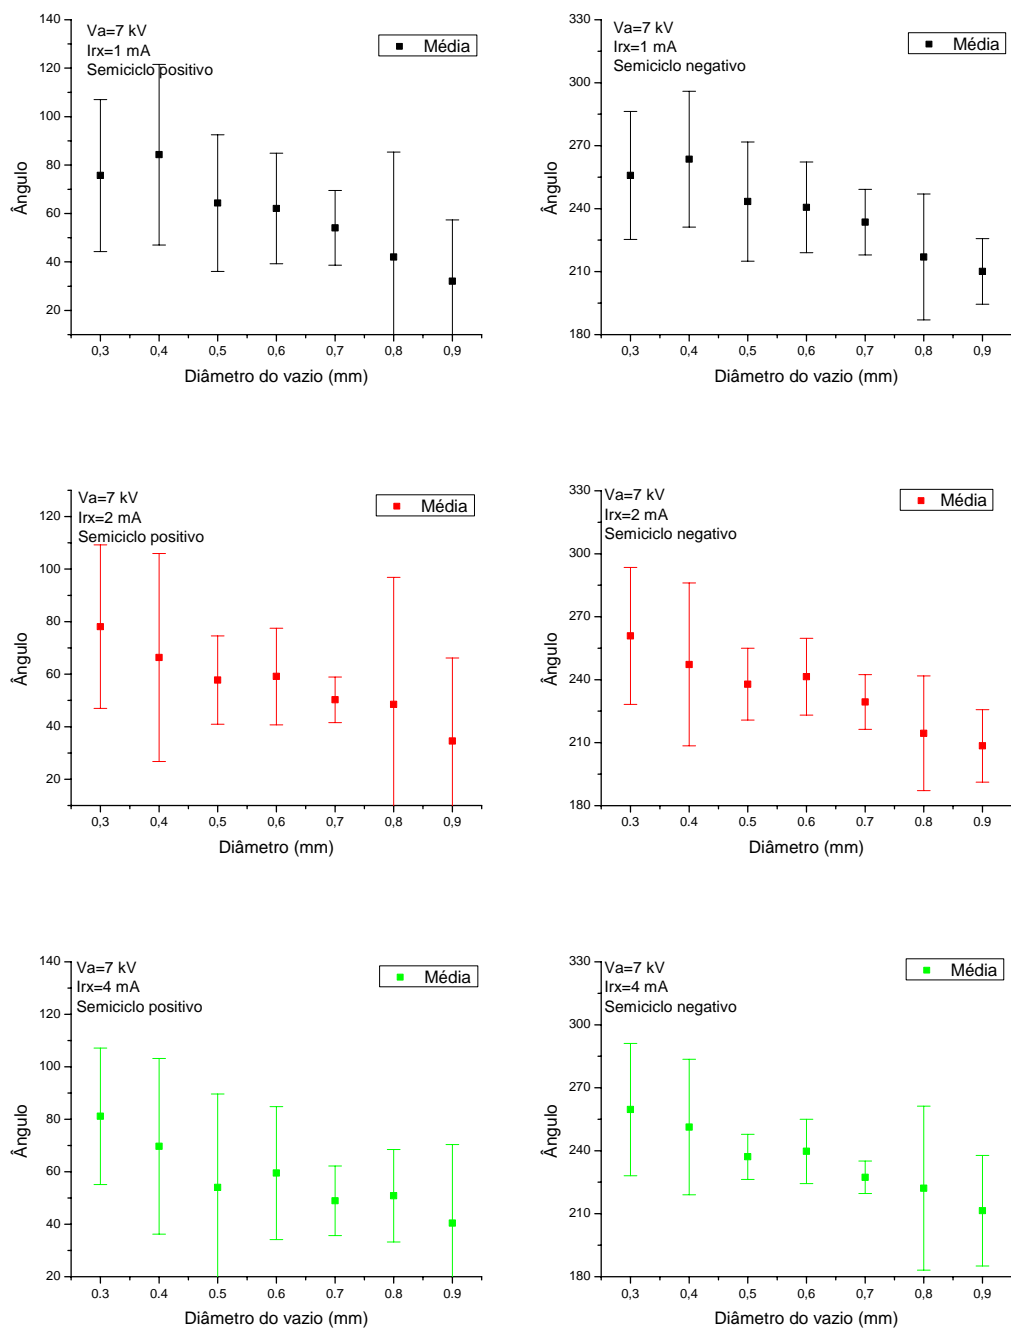 Va=7 kV
Irx=1 mA
Semiciclo positivo
Média
140
120
100
80
60
40
20
Ângulo
0,3 0,4 0,5 0,6 0,7 0,8 0,9
Diâmetro do vazio (mm)
Va=7 kV
Irx=1 mA
Semiciclo negativo
Média
330
300
270
240
210
180
Ângulo
0,3 0,4 0,5 0,6 0,7 0,8 0,9
Diâmetro do vazio (mm)
Va=7 kV
Irx=2 mA
Semiciclo positivo
Média
120
100
80
60
40
20
Ângulo
0,3 0,4 0,5 0,6 0,7 0,8 0,9
Diâmetro (mm)
Va=7 kV
Irx=2 mA
Semiciclo negativo
Média
330
300
270
240
210
180
Ângulo
0.3 0.4 0.5 0.6 0.7 0.8 0.9
Diâmetro (mm)
Va=7 kV
Irx=4 mA
Semiciclo positivo
Média
140
120
100
80
60
40
20
Ângulo
0.3 0.4 0.5 0.6 0.7 0.8 0.9
Diâmetro do vazio (mm)
Va=7 kV
Irx=4 mA
Semiciclo negativo
Média
330
300
270
240
210
180
Ângulo
0,3 0,4 0,5 0,6 0,7 0,8 0,9
Diâmetro do vazio (mm)